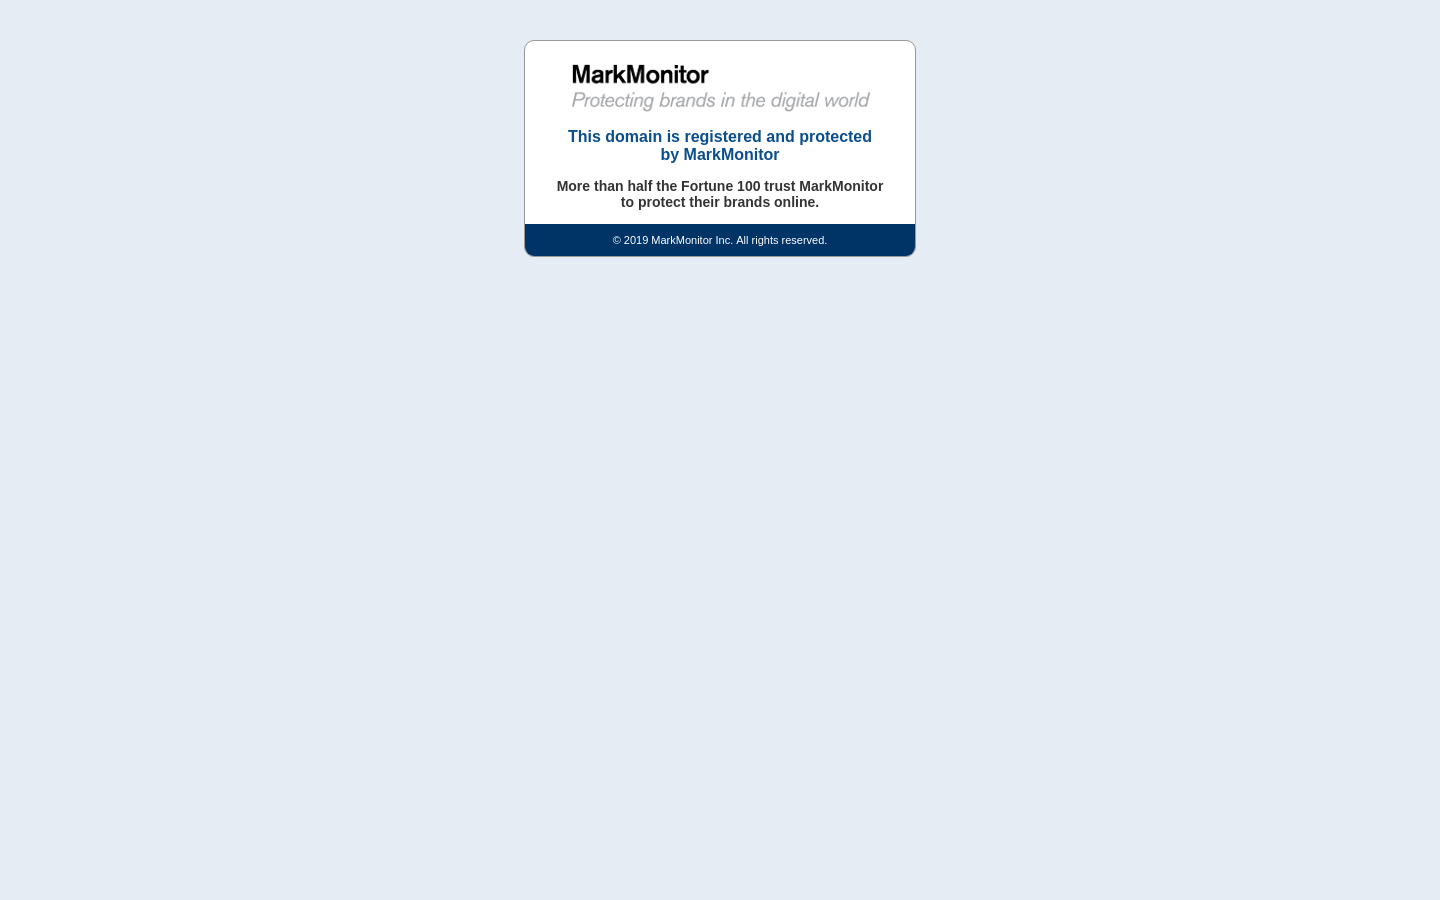 MarkMonitor
Protecting brands in the digital world
This domain is registered and protected
by MarkMonitor
More than half the Fortune 100 trust MarkMonitor
to protect their brands online.
© 2019 MarkMonitor Inc. All rights reserved.